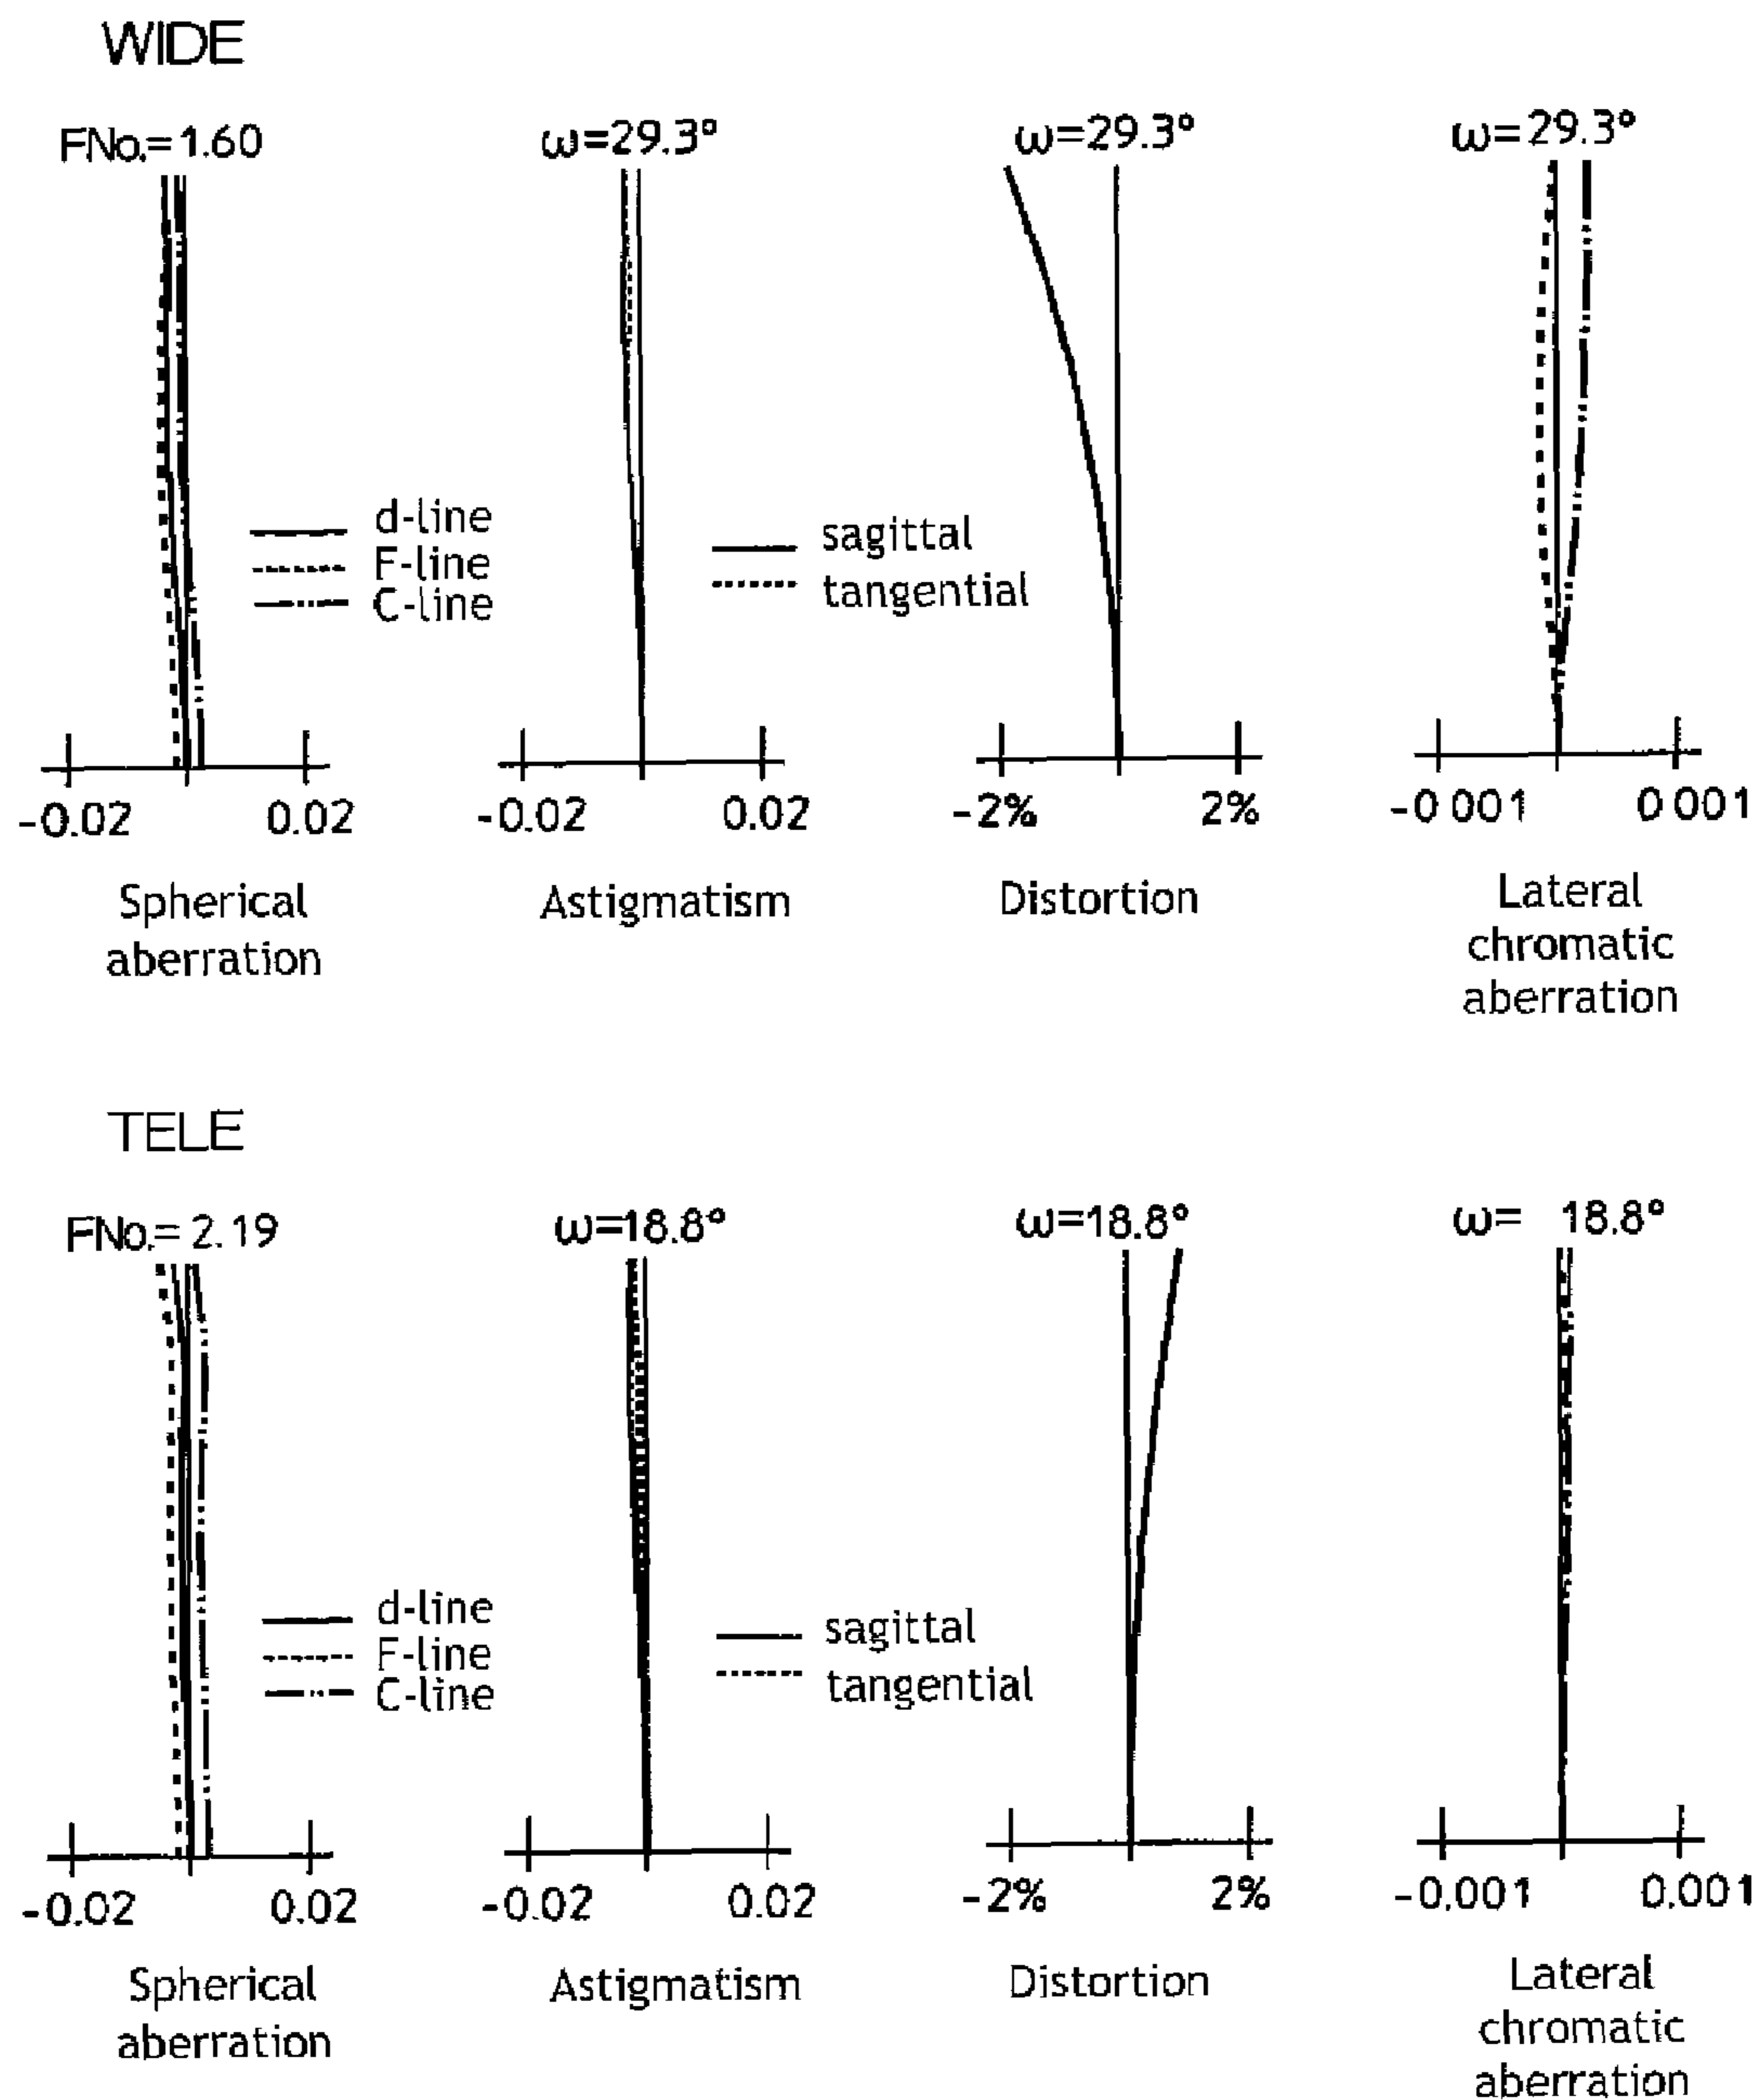 WIDE
FNo.=1.60
ω=29.3°
ω=29.3°
ω=29.3°
d-line
F-line
C-line
sagittal
tangential
-0.02 0.02
-0.02 0.02
-2% 2%
-0 001 0 001
Spherical
aberration
Astigmatism
Distortion
Lateral
chromatic
aberration
TELE
FNo.= 2.19
ω=18.8°
ω=18.8°
ω= 18.8°
d-line
F-line
C-line
sagittal
tangential
-0.02 0.02
-0.02 0.02
-2% 2%
-0.001 0.001
Spherical
aberration
Astigmatism
Distortion
Lateral
chromatic
aberration